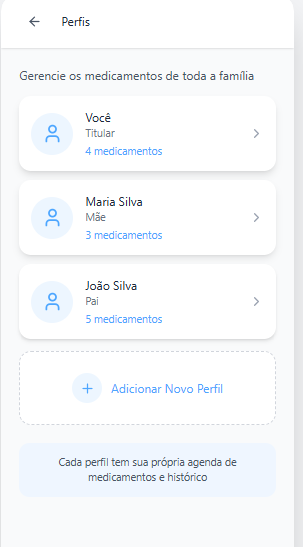 Perfis
Gerencie os medicamentos de toda a família
Você
Titular
4 medicamentos
Maria Silva
Mãe
3 medicamentos
João Silva
Pai
5 medicamentos
Adicionar Novo Perfil
Cada perfil tem sua própria agenda de
medicamentos e histórico